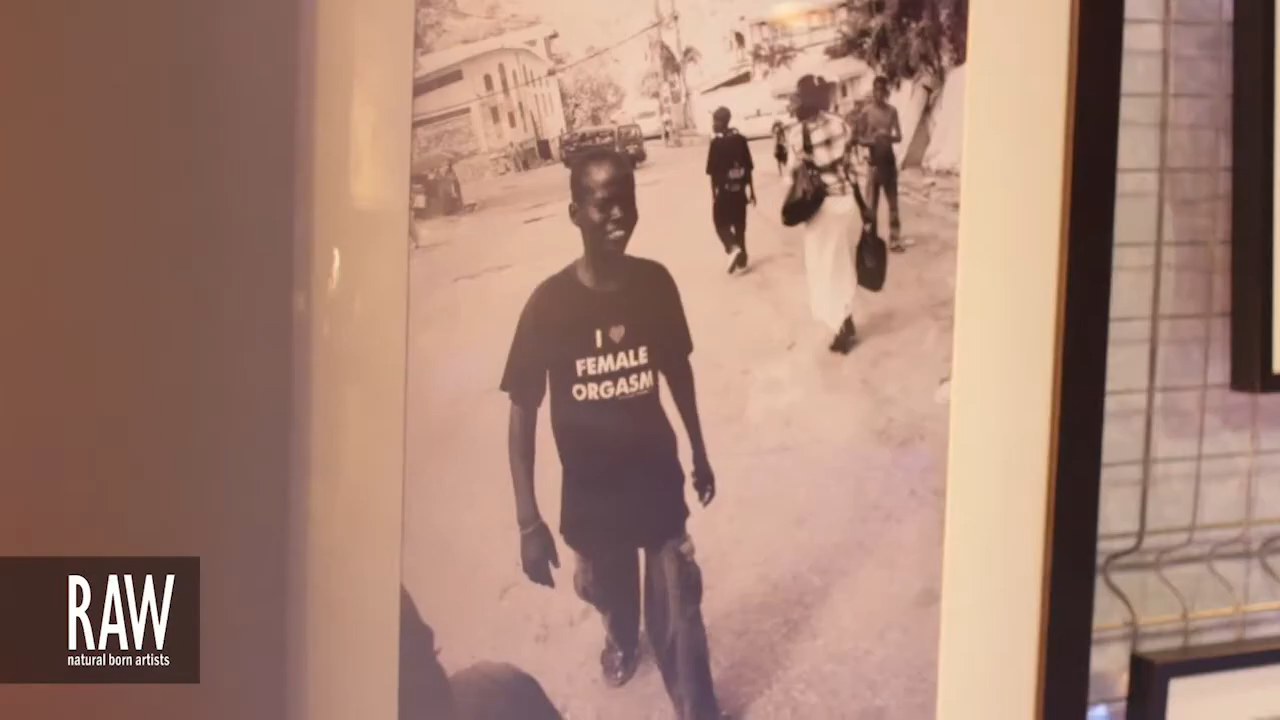 I ♥
FEMALE
ORGASM
RAW
natural born artists